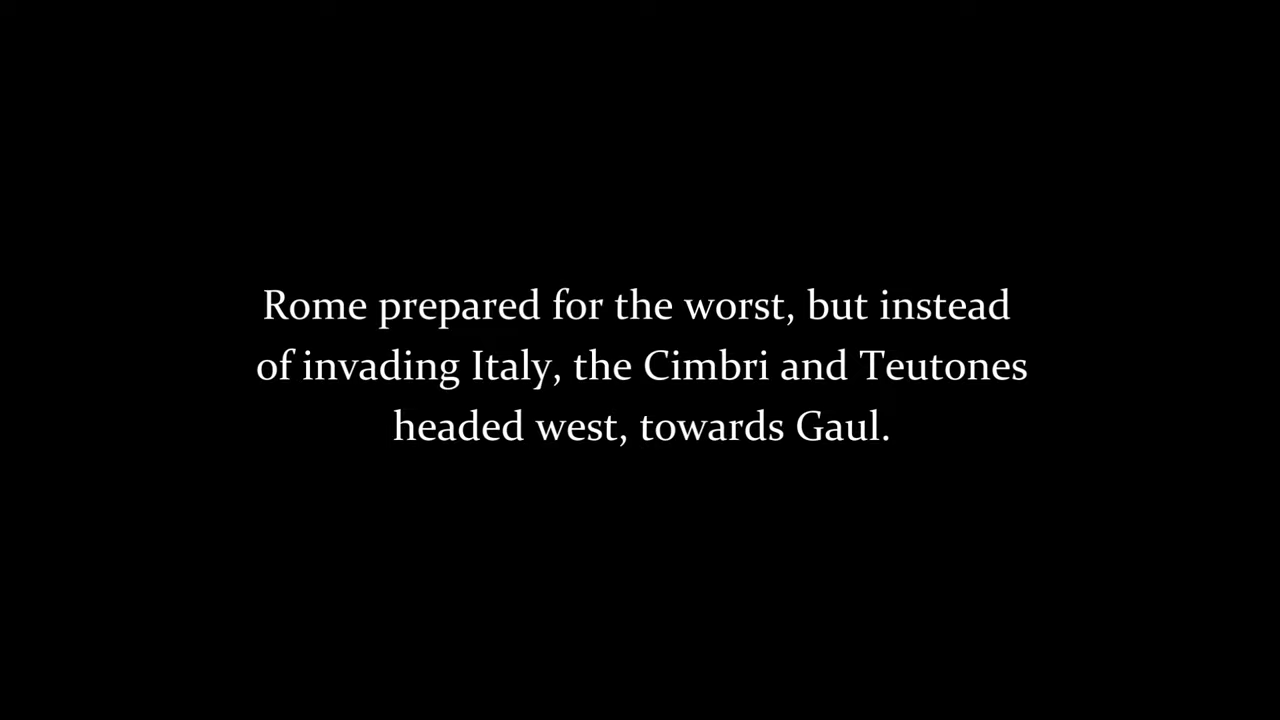 Rome prepared for the worst, but instead
of invading Italy, the Cimbri and Teutones
headed west, towards Gaul.